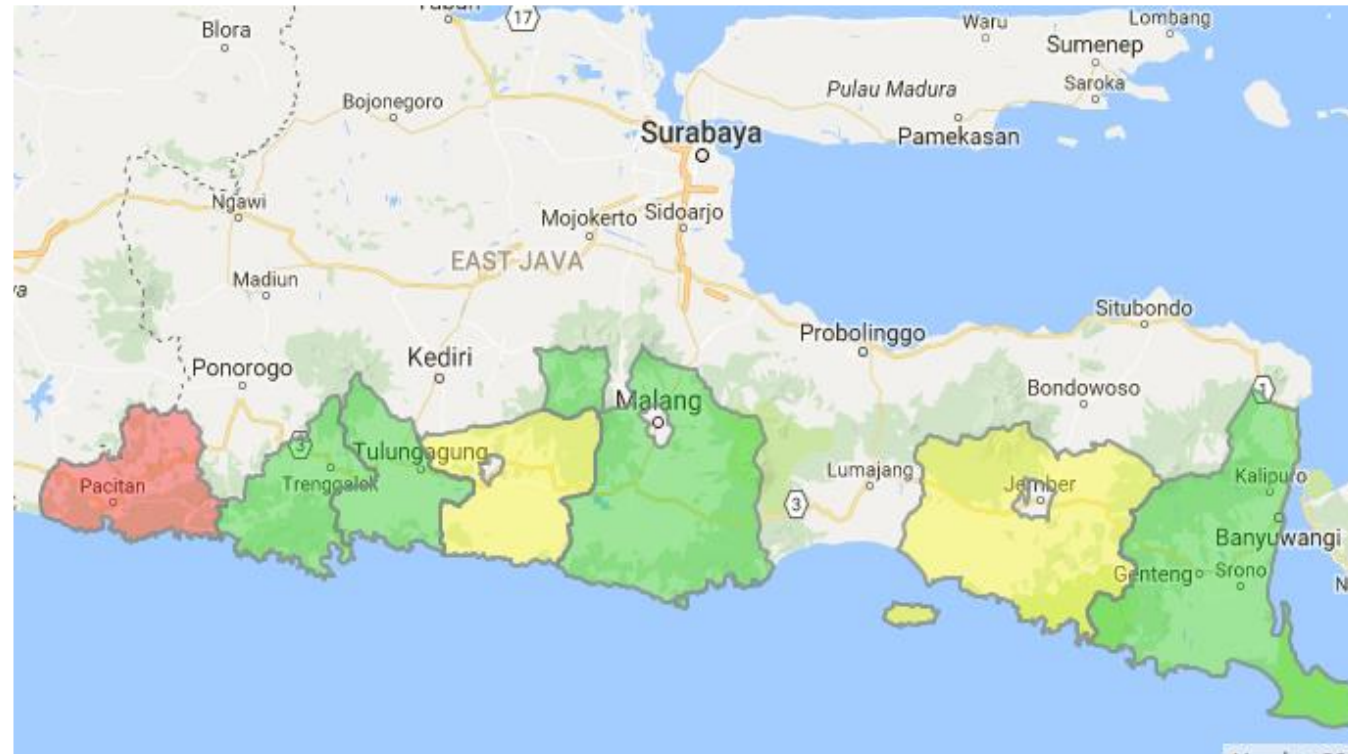 17
Blora
Waru
Lombang
Sumenep
Saroka
Pulau Madura
Bojonegoro
Pamekasan
Surabaya
Ngawi
Mojokerto
Sidoarjo
EAST JAVA
Madiun
Situbondo
Probolinggo
Kediri
Ponorogo
Bondowoso
1
Malang
3
Tulungagung
Trenggalek
Lumajang
Kalipuro
Pacitan
Jember
3
Banyuwangi
Genteng
Srono
N